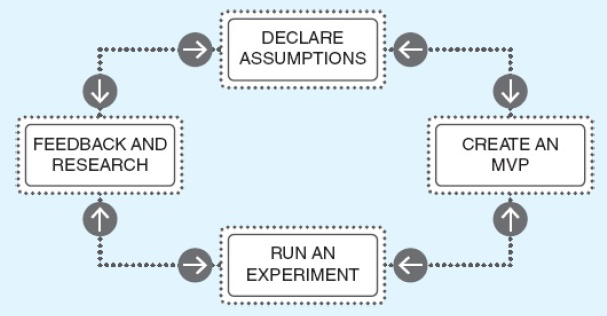 DECLARE
ASSUMPTIONS
FEEDBACK AND
RESEARCH
CREATE AN
MVP
RUN AN
EXPERIMENT